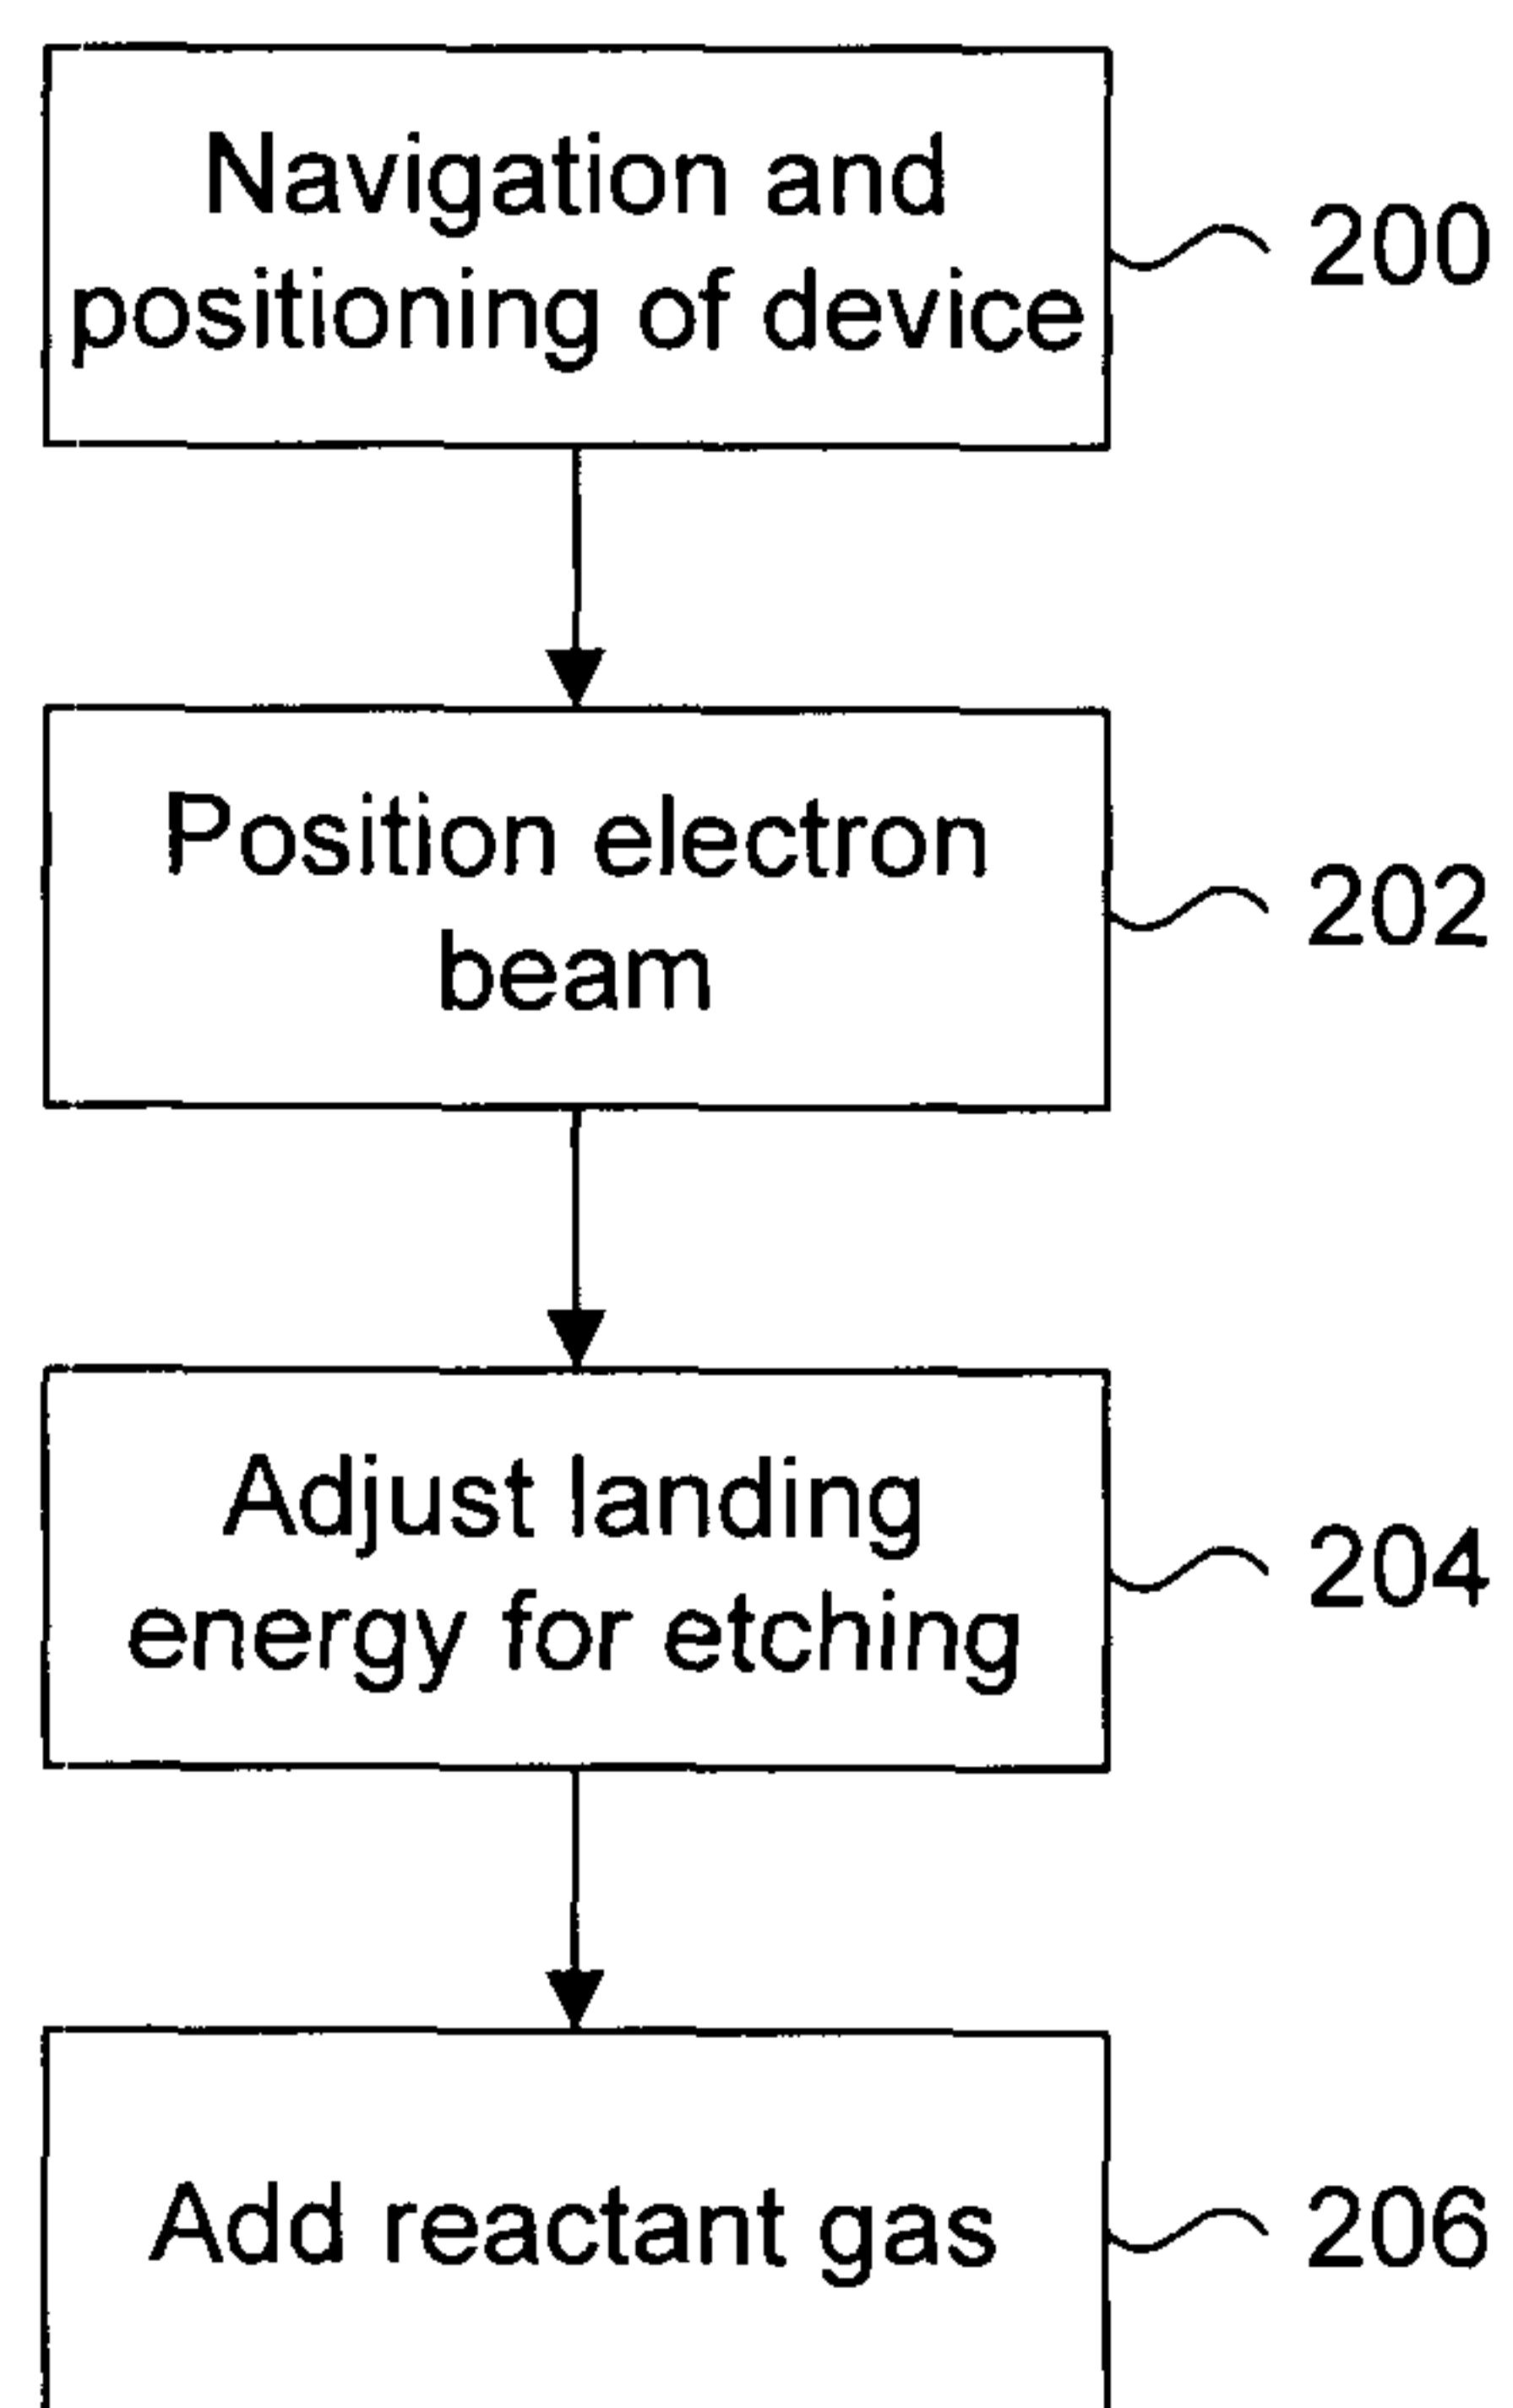 Navigation and
positioning of device
200
Position electron
beam
202
Adjust landing
energy for etching
204
Add reactant gas
206